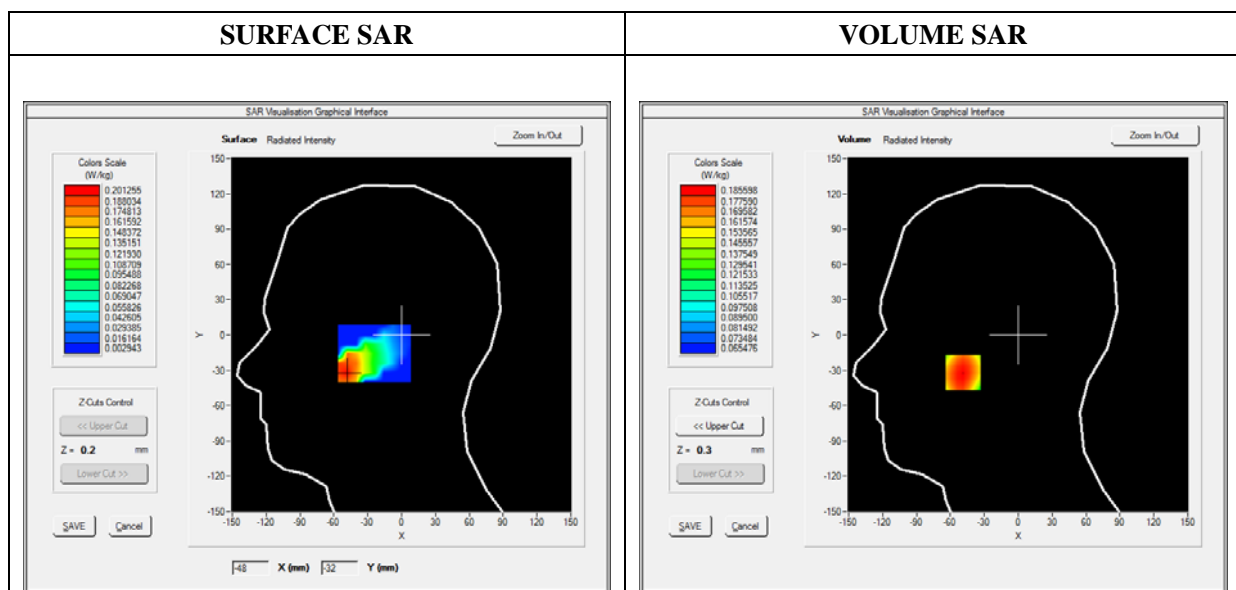 SURFACE SAR
SAR Visualisation Graphical Interface
Surface Radiated Intensity
Zoom In/Out
Colors Scale
(W/kg)
0.201255
0.188034
0.174813
0.161592
0.148372
0.135151
0.121930
0.108709
0.095488
0.082268
0.069047
0.055826
0.042605
0.029385
0.016164
0.002943
Z-Cuts Control
<< Upper Cut
Z = 0.2 mm
Lower Cut >>
SAVE Cancel
150
120
90
60
30
0
-30
-60
-90
-120
-150
Y
-150 -120 -90 -60 -30 0 30 60 90 120 150
X
-48 X (mm) -32 Y (mm)
VOLUME SAR
SAR Visualisation Graphical Interface
Volume Radiated Intensity
Zoom In/Out
Colors Scale
(W/kg)
0.185598
0.177590
0.169582
0.161574
0.153565
0.145557
0.137549
0.129541
0.121533
0.113525
0.105517
0.097508
0.089500
0.081492
0.073484
0.065476
Z-Cuts Control
<< Upper Cut
Z = 0.3 mm
Lower Cut >>
SAVE Cancel
150
120
90
60
30
0
-30
-60
-90
-120
-150
Y
-150 -120 -90 -60 -30 0 30 60 90 120 150
X